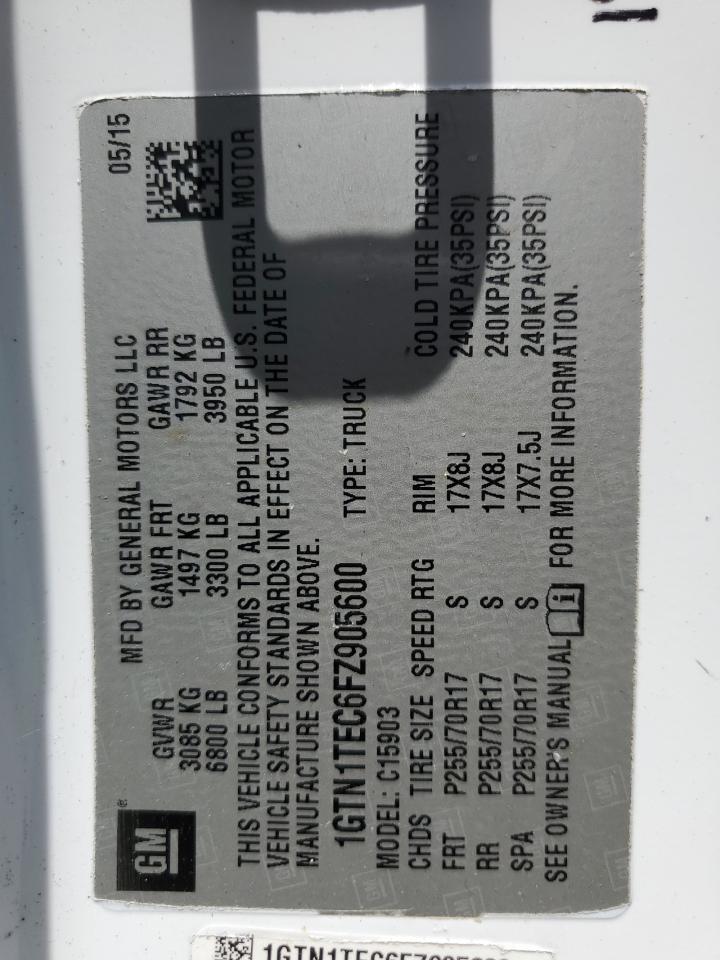 GM ®
MFD BY GENERAL MOTORS LLC 05/15
GVWR GAWR FRT GAWR RR
3085 KG 1497 KG 1792 KG
6800 LB 3300 LB 3950 LB
THIS VEHICLE CONFORMS TO ALL APPLICABLE U.S. FEDERAL MOTOR
VEHICLE SAFETY STANDARDS IN EFFECT ON THE DATE OF
MANUFACTURE SHOWN ABOVE.
1GTN1TEC6FZ905600 TYPE: TRUCK
MODEL: C15903
CHDS TIRE SIZE SPEED RTG RIM COLD TIRE PRESSURE
FRT P255/70R17 S 17X8J 240KPA(35PSI)
RR P255/70R17 S 17X8J 240KPA(35PSI)
SPA P255/70R17 S 17X7.5J 240KPA(35PSI)
SEE OWNER'S MANUAL i FOR MORE INFORMATION.